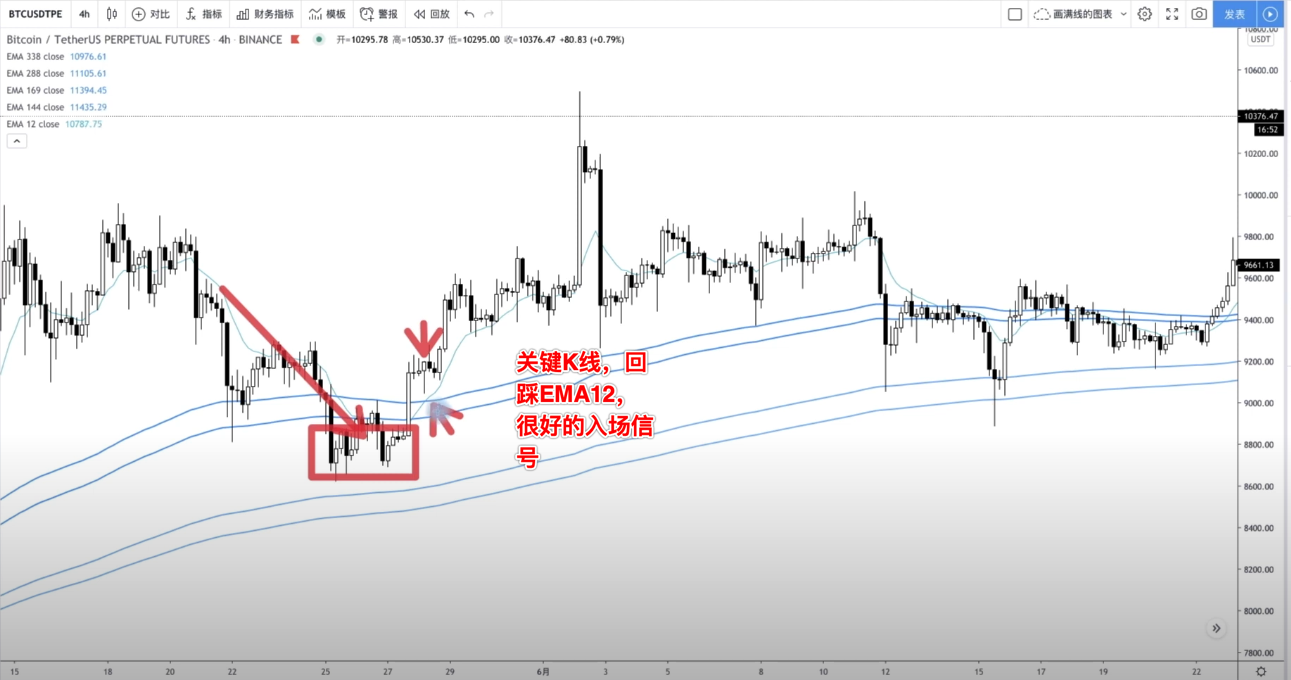 BTCUSDTPE 4h 对比 指标 财务指标 模板 警报 回放 画满线的图表 发表
Bitcoin / TetherUS PERPETUAL FUTURES · 4h · BINANCE 开=10295.78 高=10530.37 低=10295.00 收=10376.47 +80.83 (+0.79%)
USDT
EMA 338 close 10976.61
EMA 288 close 11105.61
EMA 169 close 11394.45
EMA 144 close 11435.29
EMA 12 close 10787.75
10800.00
10600.00
10376.47
16:52
10200.00
10000.00
9800.00
9661.13
9600.00
9400.00
9200.00
9000.00
8800.00
8600.00
8400.00
8200.00
8000.00
7800.00
关键K线，回
踩EMA12，
很好的入场信
号
15 18 20 22 25 27 29 6月 3 5 8 10 12 15 17 19 22